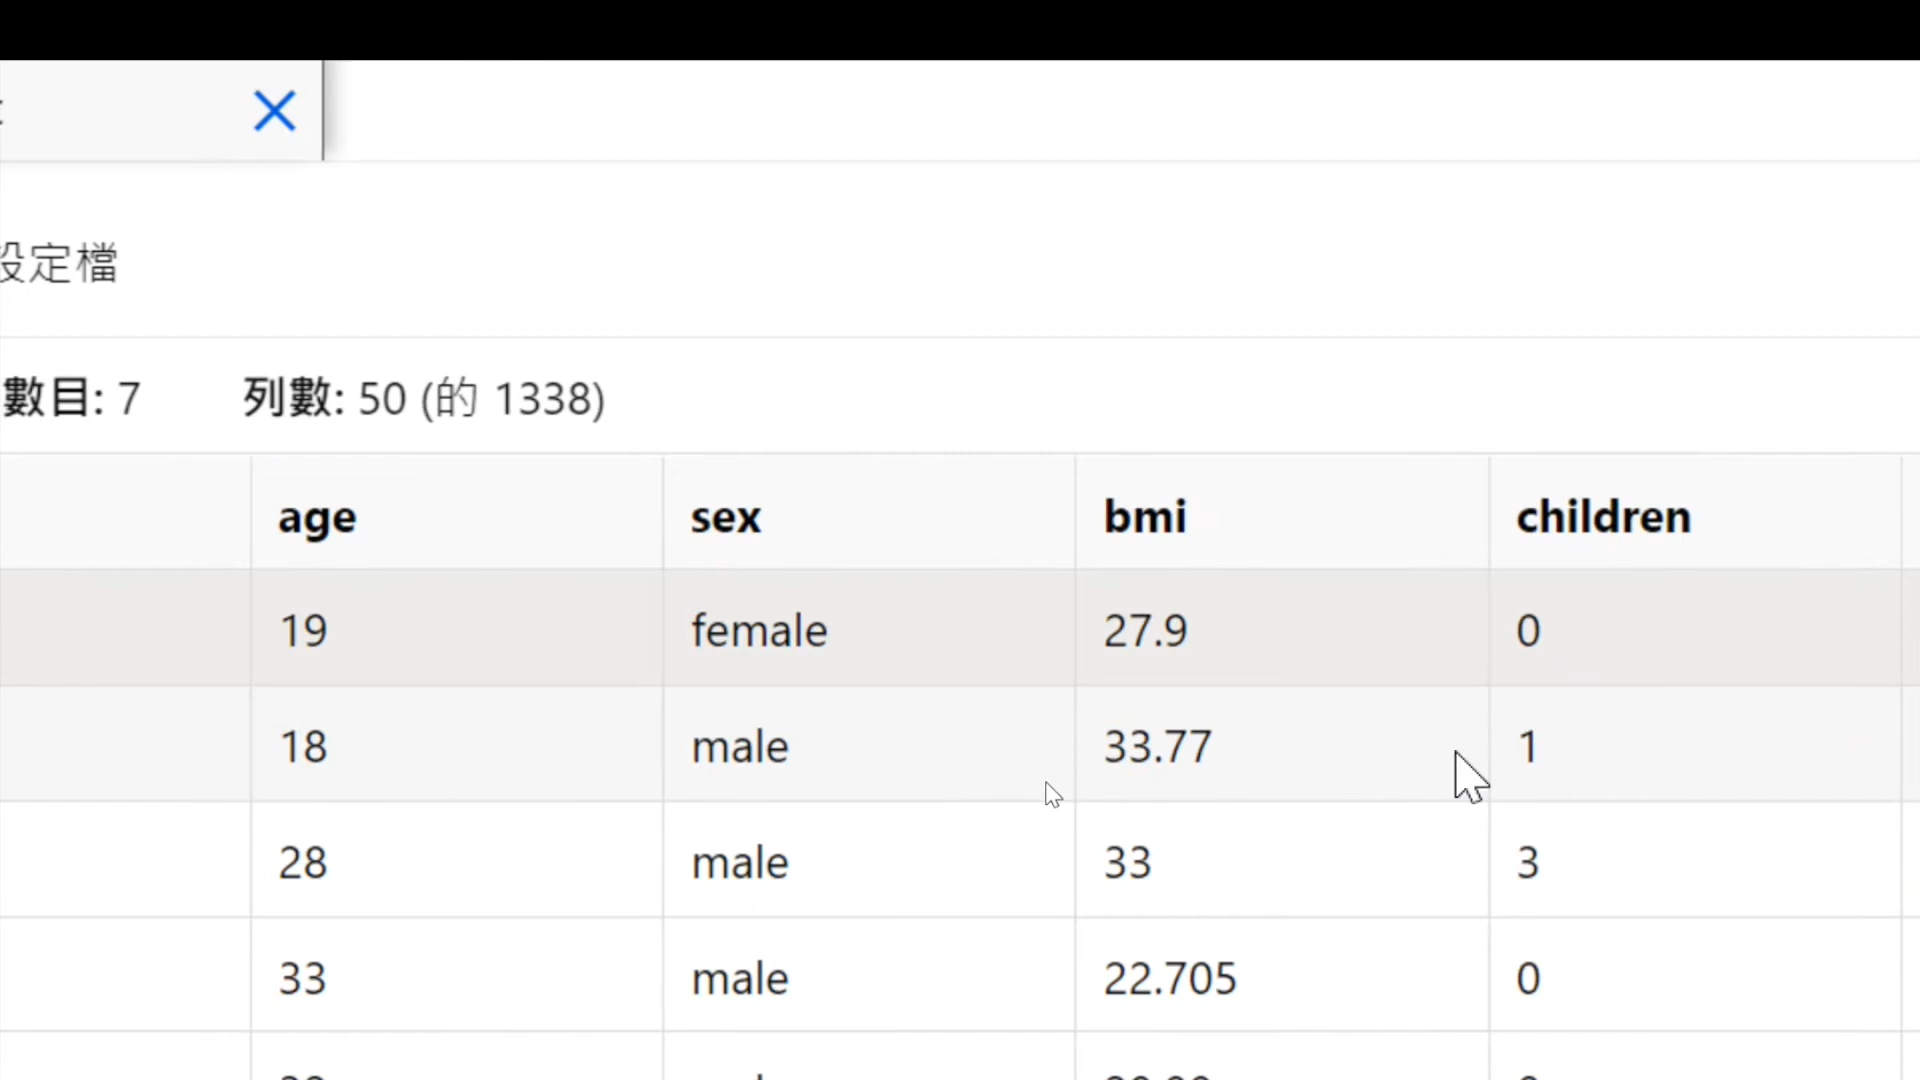 設定檔
數目: 7 列數: 50 (的 1338)
age sex bmi children
19 female 27.9 0
18 male 33.77 1
28 male 33 3
33 male 22.705 0